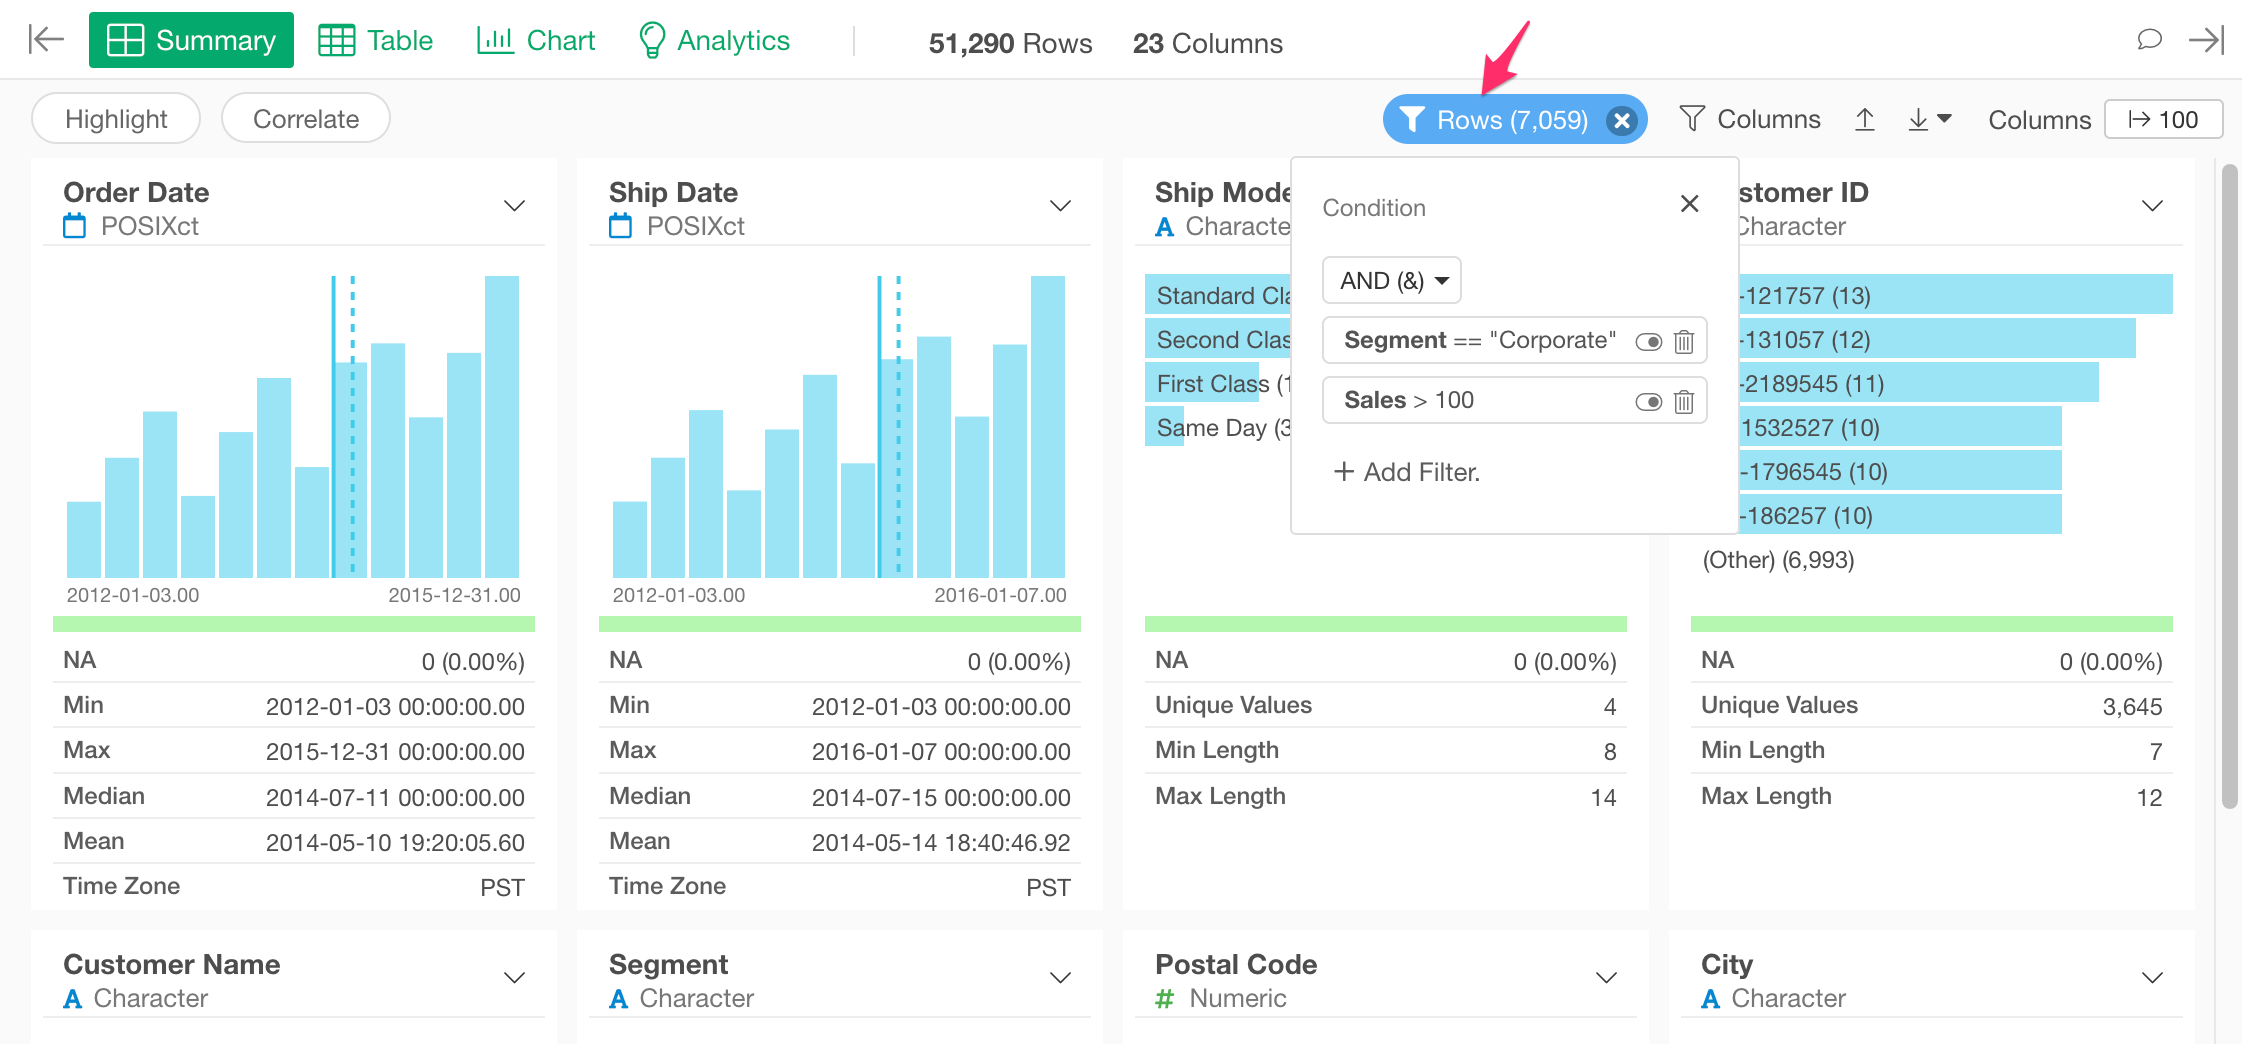 Summary Table Chart Analytics 51,290 Rows 23 Columns
Highlight Correlate Rows (7,059) Columns Columns 100
Order Date
POSIXct
2012-01-03.00 2015-12-31.00
NA 0 (0.00%)
Min 2012-01-03 00:00:00.00
Max 2015-12-31 00:00:00.00
Median 2014-07-11 00:00:00.00
Mean 2014-05-10 19:20:05.60
Time Zone PST
Ship Date
POSIXct
2012-01-03.00 2016-01-07.00
NA 0 (0.00%)
Min 2012-01-03 00:00:00.00
Max 2016-01-07 00:00:00.00
Median 2014-07-15 00:00:00.00
Mean 2014-05-14 18:40:46.92
Time Zone PST
Ship Mode
A Characte
Standard Cla
Second Clas
First Class (1
Same Day (3
NA 0 (0.00%)
Unique Values 4
Min Length 8
Max Length 14
Condition
AND (&)
Segment == "Corporate"
Sales > 100
+ Add Filter.
stomer ID
Character
-121757 (13)
-131057 (12)
-2189545 (11)
1532527 (10)
-1796545 (10)
-186257 (10)
(Other) (6,993)
NA 0 (0.00%)
Unique Values 3,645
Min Length 7
Max Length 12
Customer Name
A Character
Segment
A Character
Postal Code
# Numeric
City
A Character